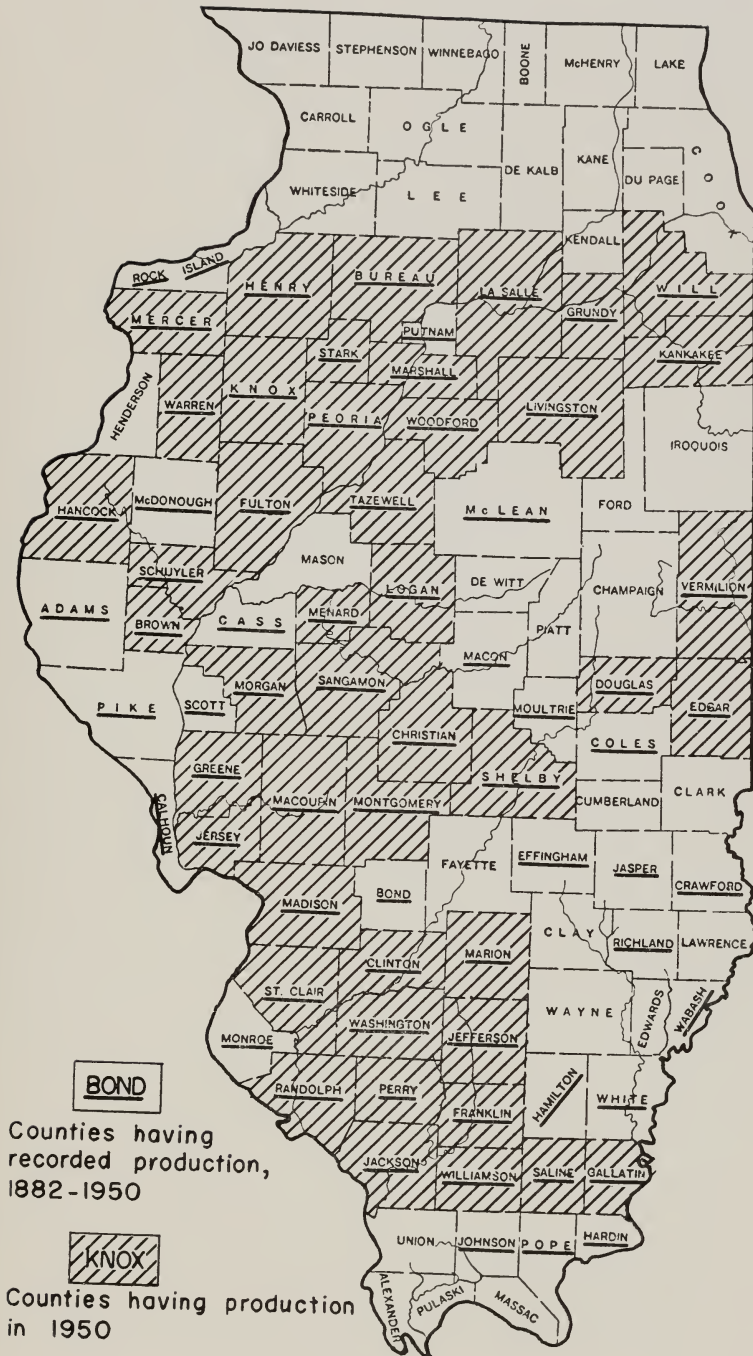 JO DAVIESS STEPHENSON WINNEBAGO BOONE McHENRY LAKE
CARROLL OGLE DE KALB KANE COOK
DU PAGE
WHITESIDE LEE
KENDALL
ROCK ISLAND HENRY BUREAU LA SALLE GRUNDY WILL
MERCER STARK PUTNAM KANKAKEE
MARSHALL
HENDERSON WARREN KNOX PEORIA WOODFORD LIVINGSTON
IROQUOIS
HANCOCK McDONOUGH FULTON TAZEWELL McLEAN FORD
MASON
SCHUYLER LOGAN DE WITT CHAMPAIGN VERMILION
ADAMS BROWN CASS MENARD PIATT
MACON
MORGAN SANGAMON DOUGLAS EDGAR
PIKE SCOTT MOULTRIE
CHRISTIAN COLES
GREENE SHELBY
CALHOUN MACOUPIN MONTGOMERY CUMBERLAND CLARK
JERSEY
FAYETTE EFFINGHAM JASPER
MADISON BOND CRAWFORD
CLINTON MARION CLAY RICHLAND LAWRENCE
ST. CLAIR
WASHINGTON JEFFERSON WAYNE EDWARDS WABASH
MONROE
RANDOLPH PERRY FRANKLIN HAMILTON WHITE
JACKSON WILLIAMSON SALINE GALLATIN
UNION JOHNSON POPE HARDIN
ALEXANDER PULASKI MASSAC
BOND
Counties having
recorded production,
1882-1950
KNOX
Counties having production
in 1950